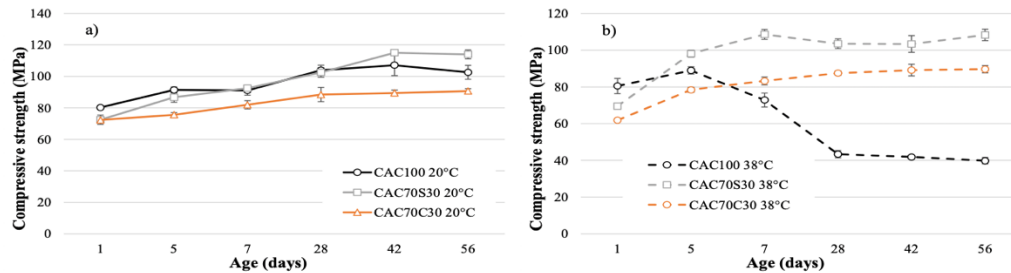 a)
Compressive strength (MPa)
140
120
100
80
60
40
20
0
CAC100 20°C
CAC70S30 20°C
CAC70C30 20°C
1 5 7 28 42 56
Age (days)
b)
Compressive strength (MPa)
120
100
80
60
40
20
0
CAC100 38°C
CAC70S30 38°C
CAC70C30 38°C
1 5 7 28 42 56
Age (days)